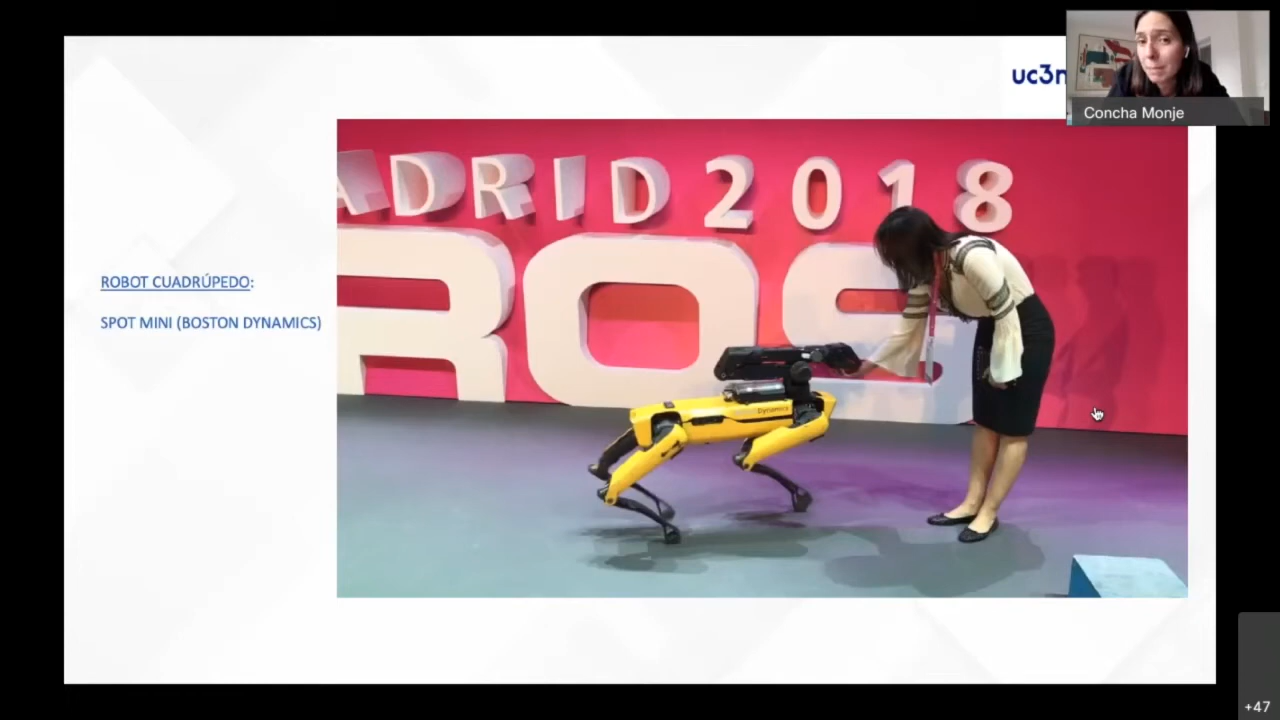 uc3m
Concha Monje
ADRID 2018
ROS
ROBOT CUADRÚPEDO:
SPOT MINI (BOSTON DYNAMICS)
Dynamics
+47